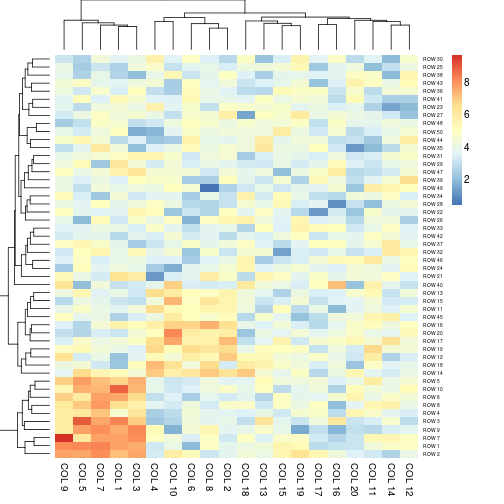 ROW 30
ROW 25
ROW 38
ROW 43
ROW 36
ROW 41
ROW 23
ROW 27
ROW 48
ROW 50
ROW 44
ROW 35
ROW 31
ROW 29
ROW 47
ROW 39
ROW 49
ROW 34
ROW 28
ROW 22
ROW 26
ROW 33
ROW 42
ROW 37
ROW 32
ROW 46
ROW 24
ROW 21
ROW 40
ROW 13
ROW 15
ROW 11
ROW 45
ROW 16
ROW 20
ROW 17
ROW 19
ROW 12
ROW 18
ROW 14
ROW 5
ROW 10
ROW 6
ROW 8
ROW 4
ROW 3
ROW 9
ROW 7
ROW 1
ROW 2
8
6
4
2
COL 9
COL 5
COL 7
COL 1
COL 3
COL 4
COL 10
COL 6
COL 8
COL 2
COL 18
COL 13
COL 15
COL 19
COL 17
COL 16
COL 20
COL 11
COL 14
COL 12